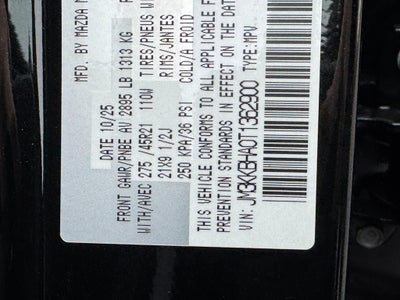 MFD. BY MAZDA
DATE 10/25
FRONT GAWR/PNBE AV 2895 LB 1313 KG
WITH/AVEC 275 /45R21 110W TIRES/PNEUS
21X9 1/2J RIMS/JANTES
250 KPA/36 PSI COLD/A FROID
THIS VEHICLE CONFORMS TO ALL APPLICABLE
PREVENTION STANDARDS IN EFFECT ON THE DATE
VIN: JM3KKBHA0T1362900 TYPE: MPV